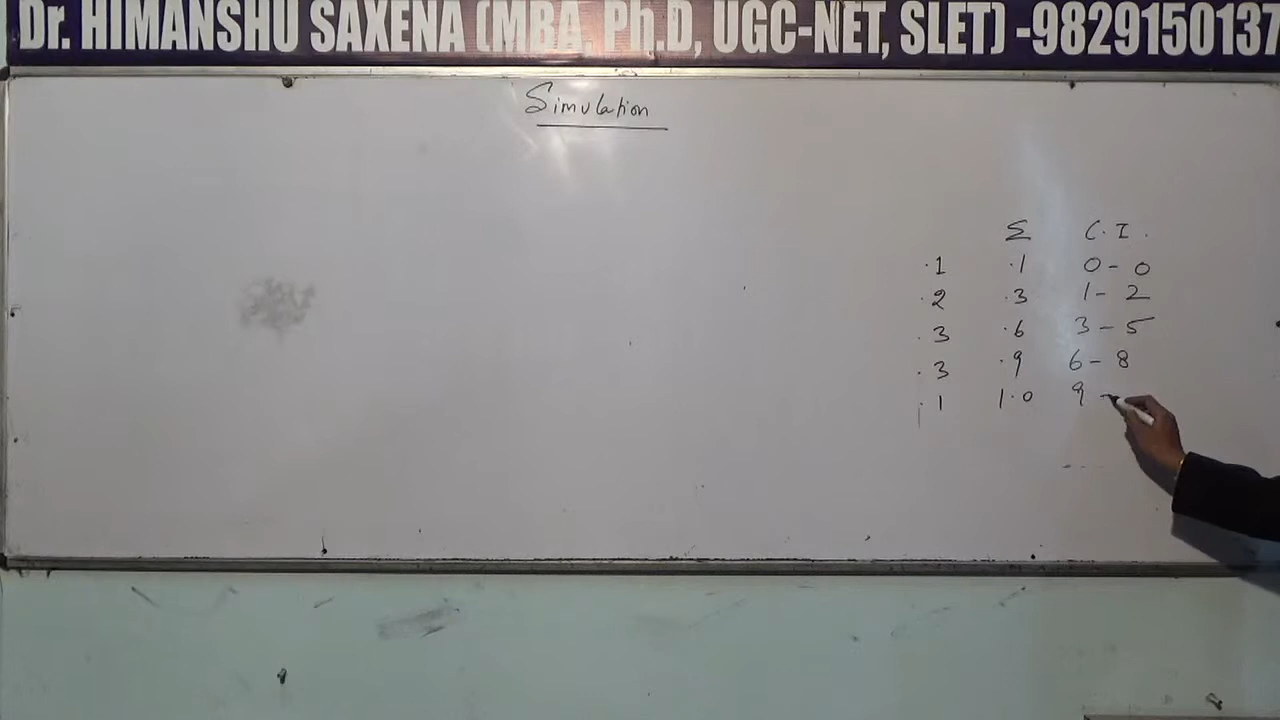 Dr. HIMANSHU SAXENA (MBA, Ph.D, UGC-NET, SLET) -9829150137
Simulation
Σ C.I.
.1 .1 0-0
.2 .3 1-2
.3 .6 3-5
.3 .9 6-8
.1 1.0 9-